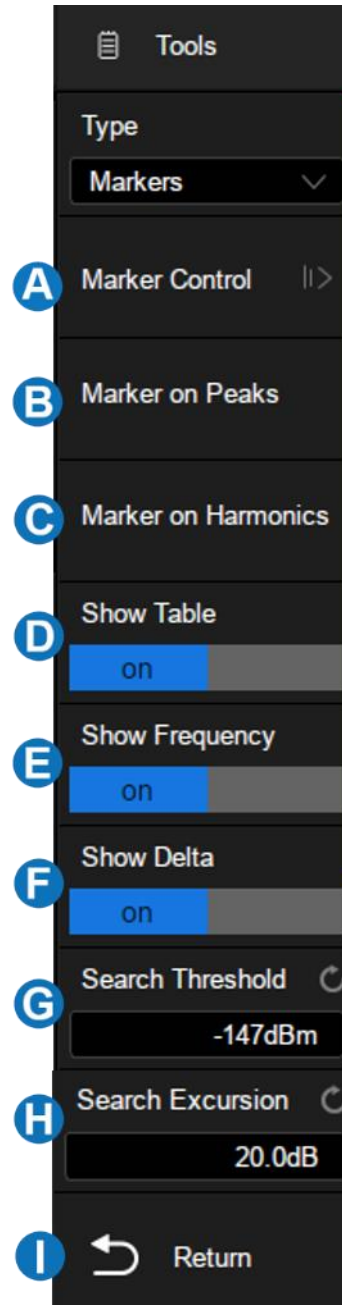 Tools
Type
Markers
A Marker Control
B Marker on Peaks
C Marker on Harmonics
Show Table
D
on
Show Frequency
E
on
Show Delta
F
on
Search Threshold
G
-147dBm
Search Excursion
H
20.0dB
I Return